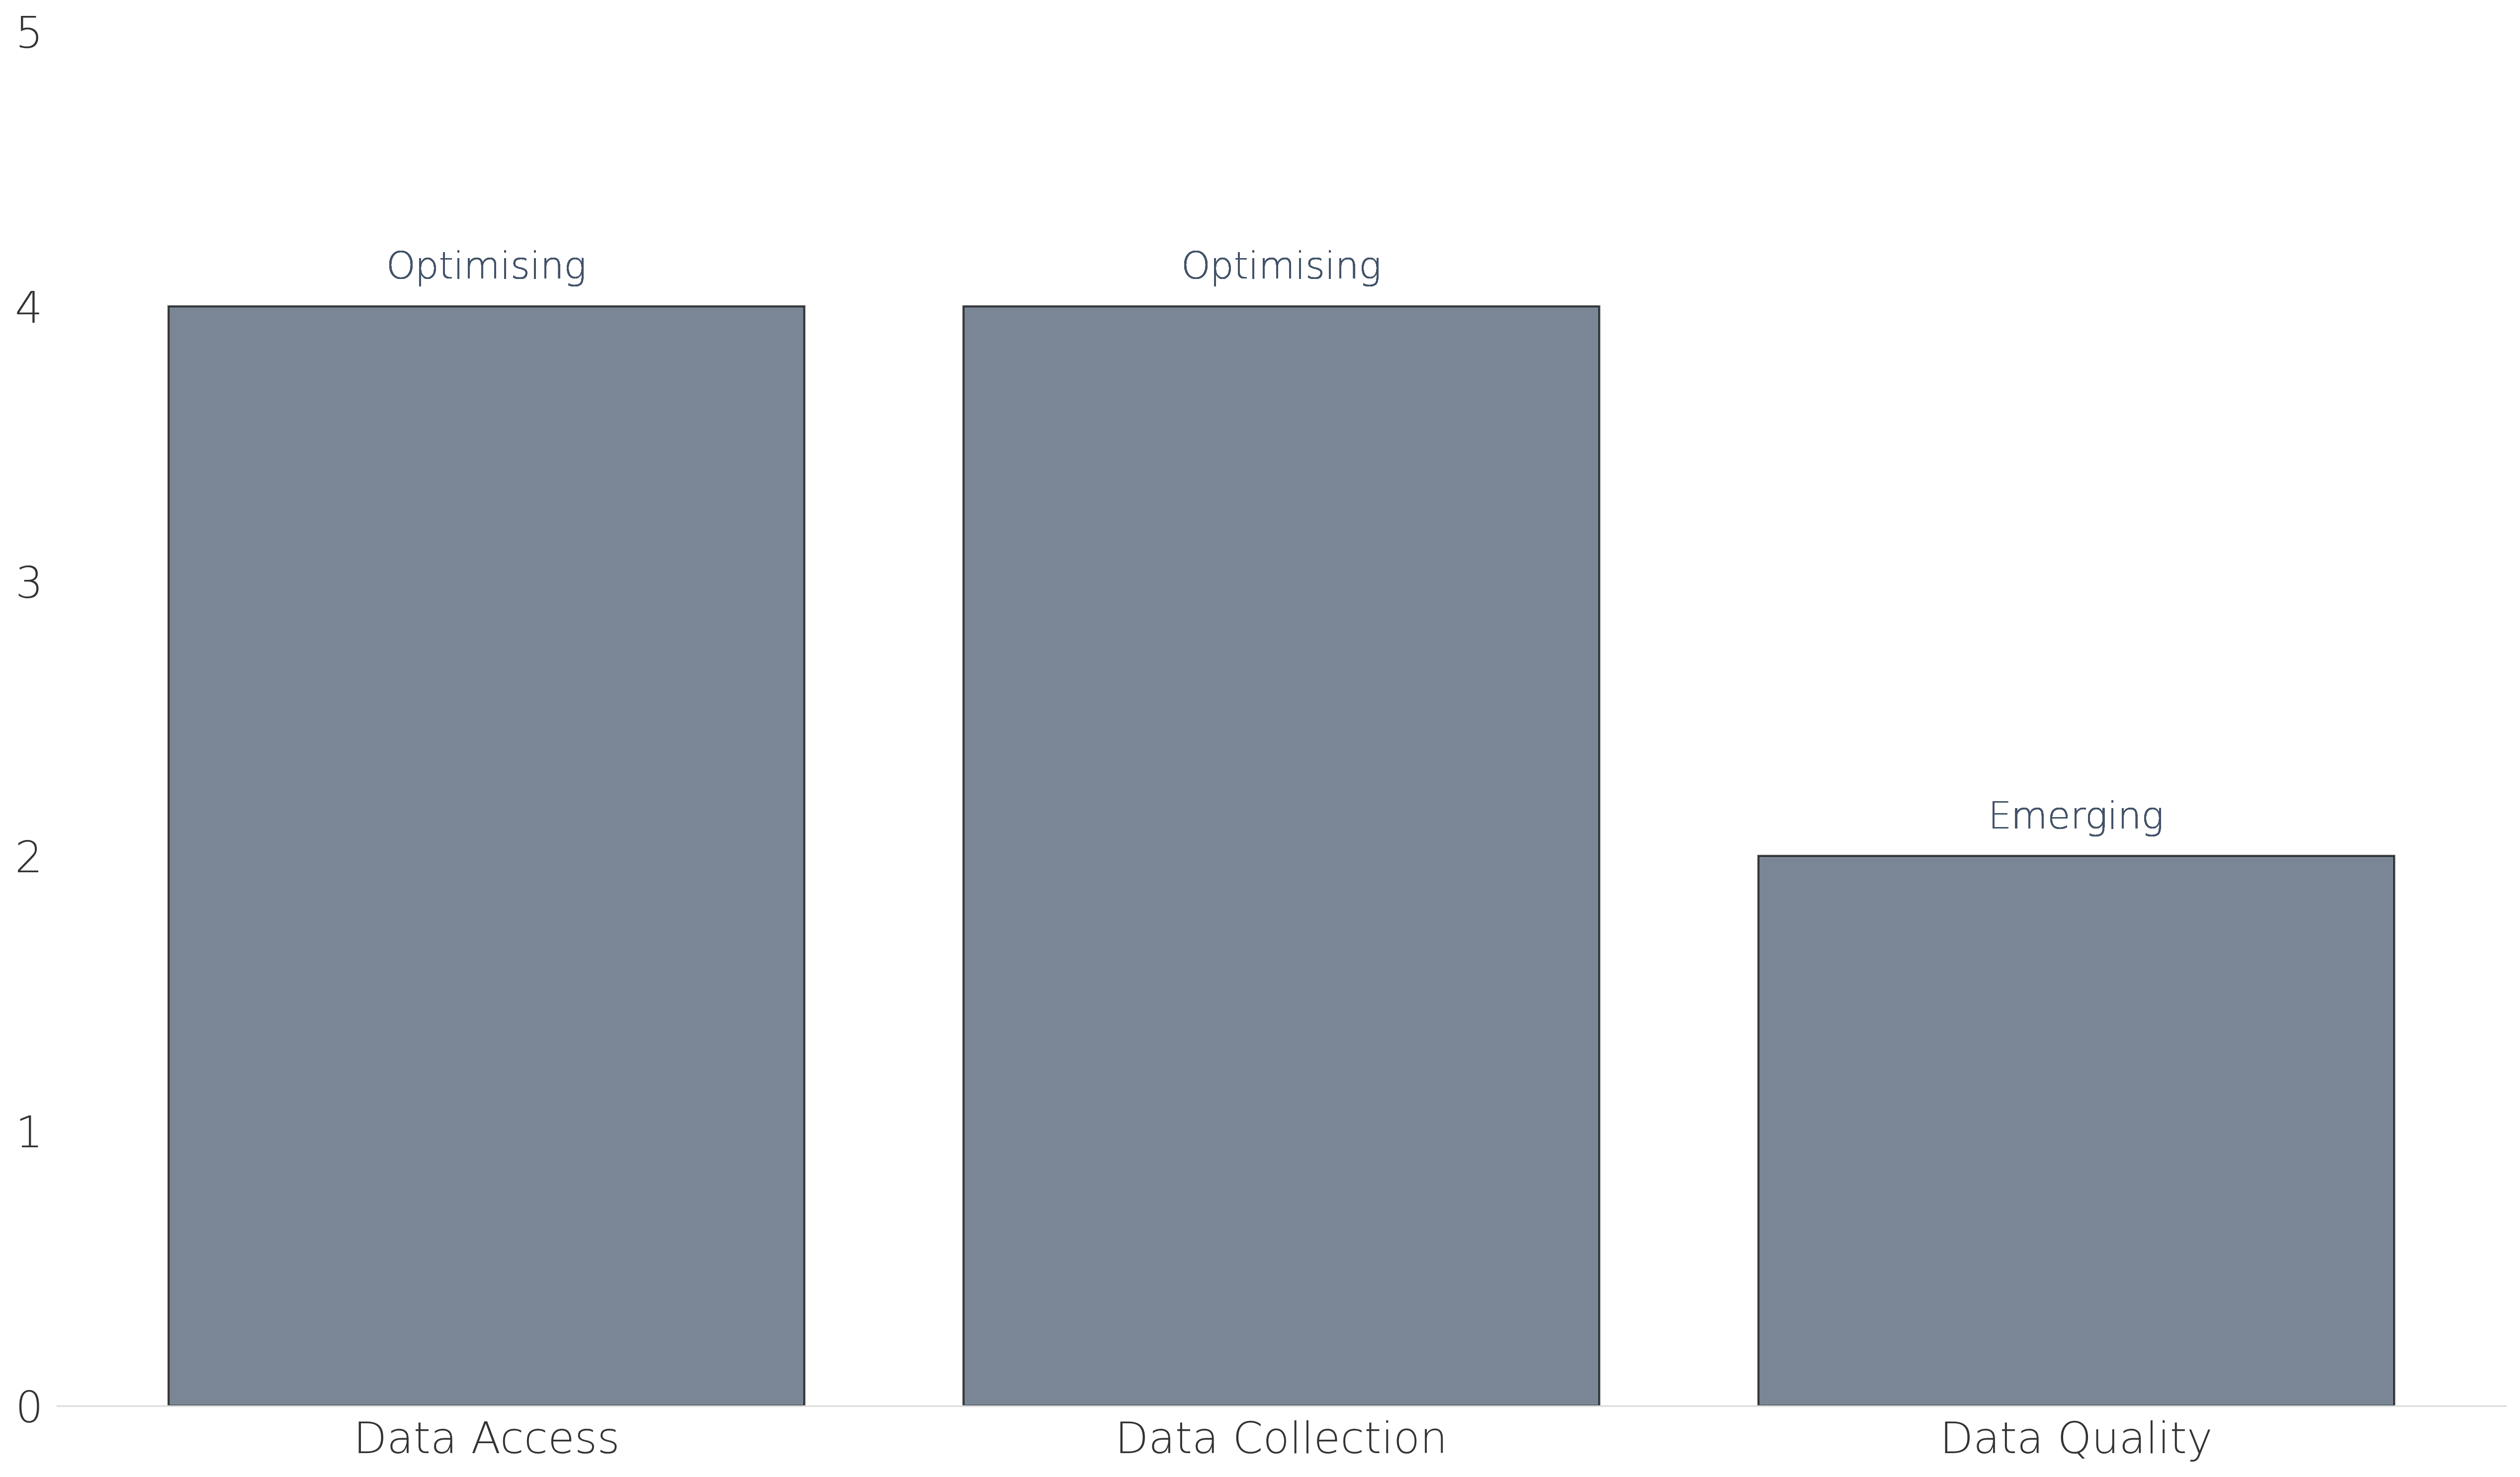 5
Optimising Optimising
4
3
Emerging
2
1
0
Data Access Data Collection Data Quality